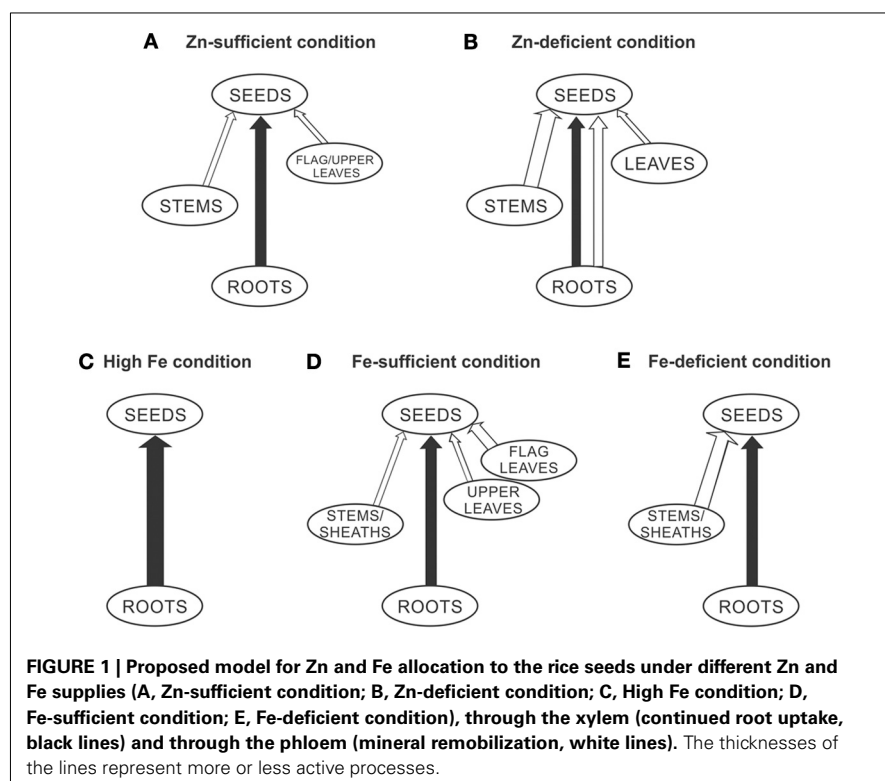 A Zn-sufficient condition
B Zn-deficient condition
SEEDS
FLAG/UPPER
LEAVES
STEMS
ROOTS
SEEDS
LEAVES
STEMS
ROOTS
C High Fe condition
D Fe-sufficient condition
E Fe-deficient condition
SEEDS
ROOTS
SEEDS
FLAG
LEAVES
UPPER
LEAVES
STEMS/
SHEATHS
ROOTS
SEEDS
STEMS/
SHEATHS
ROOTS
FIGURE 1 | Proposed model for Zn and Fe allocation to the rice seeds under different Zn and
Fe supplies (A, Zn-sufficient condition; B, Zn-deficient condition; C, High Fe condition; D,
Fe-sufficient condition; E, Fe-deficient condition), through the xylem (continued root uptake,
black lines) and through the phloem (mineral remobilization, white lines). The thicknesses of
the lines represent more or less active processes.